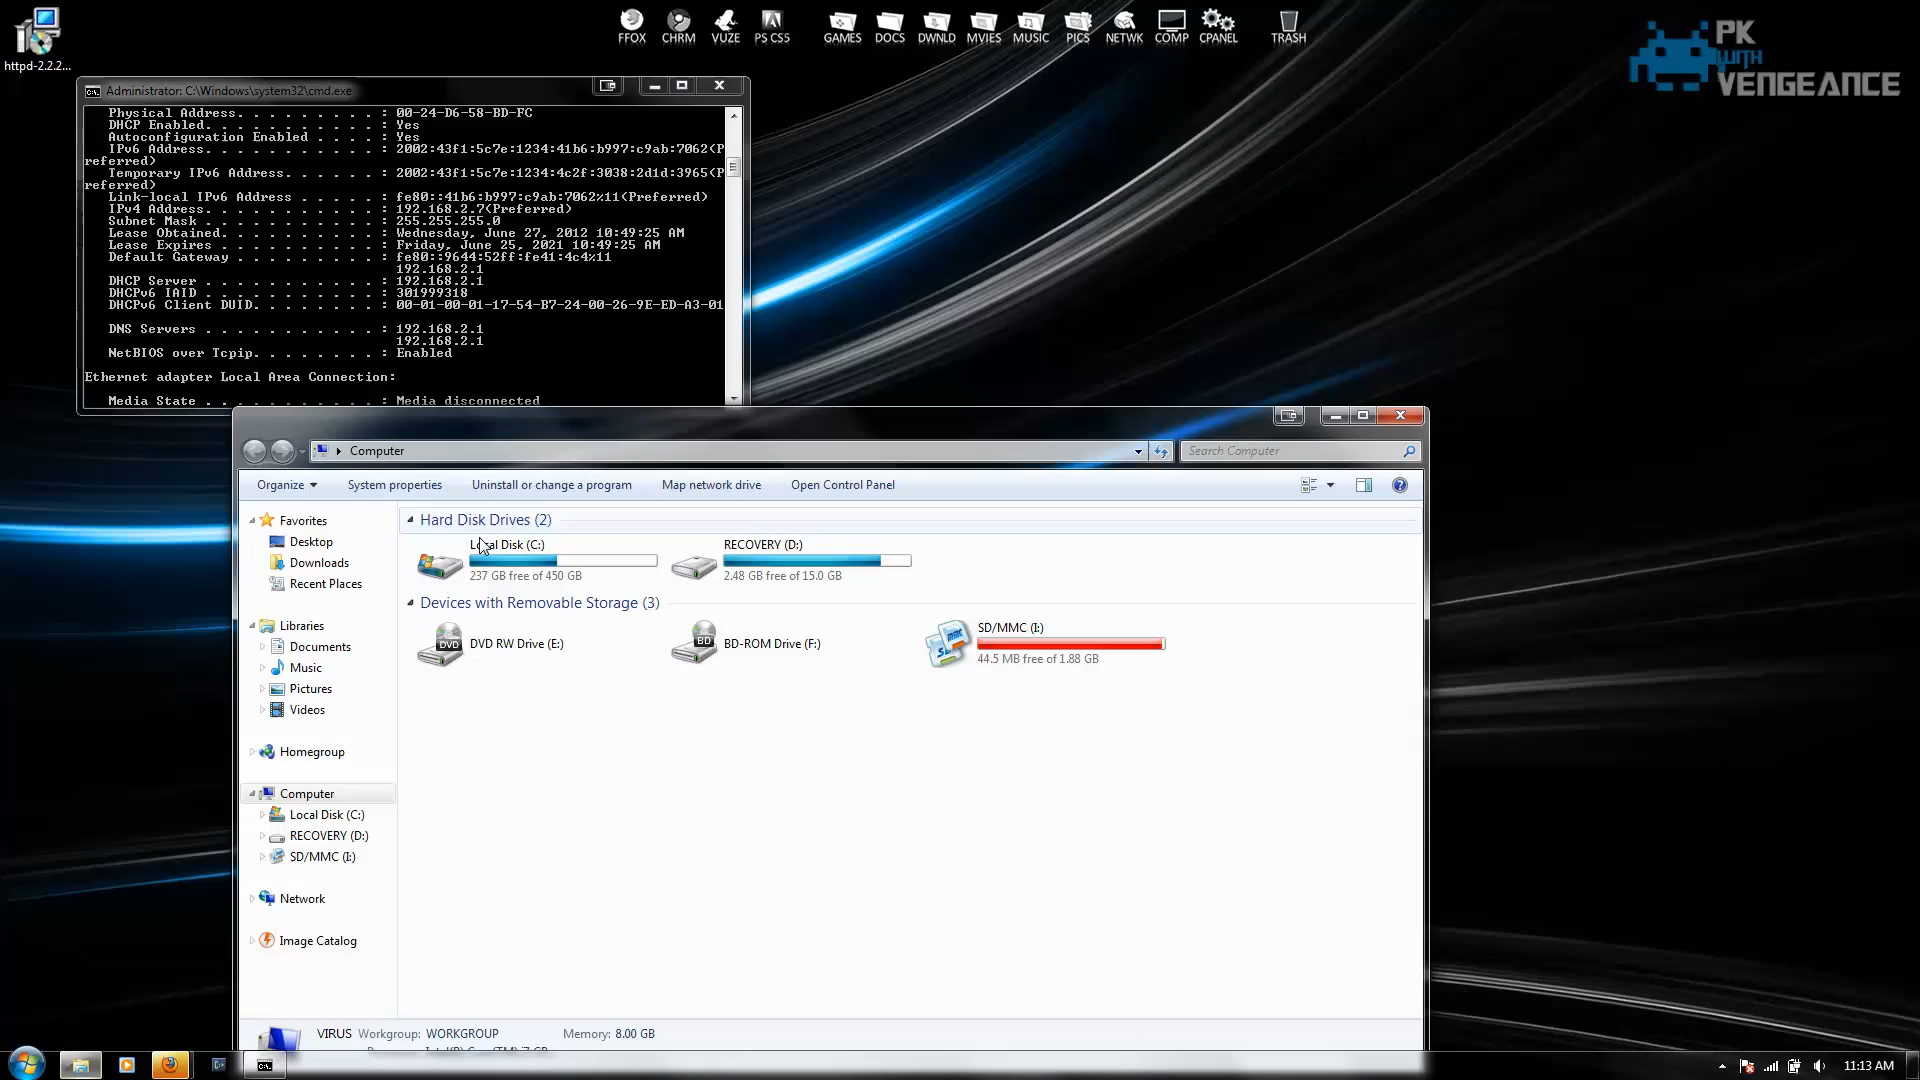 FFOX CHRM VUZE PS CS5 GAMES DOCS DWNLD MVIES MUSIC PICS NETWK COMP CPANEL TRASH
PK
WITH
VENGEANCE
httpd-2.2.2...
Administrator: C:\Windows\system32\cmd.exe
Physical Address. . . . . . . . . : 00-24-D6-58-BD-FC
DHCP Enabled. . . . . . . . . . . : Yes
Autoconfiguration Enabled . . . . : Yes
IPv6 Address. . . . . . . . . . . : 2002:43f1:5c7e:1234:41b6:b997:c9ab:7062(P
referred)
Temporary IPv6 Address. . . . . . : 2002:43f1:5c7e:1234:4c2f:3038:2d1d:3965(P
referred)
Link-local IPv6 Address . . . . . : fe80::41b6:b997:c9ab:7062%11(Preferred)
IPv4 Address. . . . . . . . . . . : 192.168.2.7(Preferred)
Subnet Mask . . . . . . . . . . . : 255.255.255.0
Lease Obtained. . . . . . . . . . : Wednesday, June 27, 2012 10:49:25 AM
Lease Expires . . . . . . . . . . : Friday, June 25, 2021 10:49:25 AM
Default Gateway . . . . . . . . . : fe80::9644:52ff:fe41:4c4%11
192.168.2.1
DHCP Server . . . . . . . . . . . : 192.168.2.1
DHCPv6 IAID . . . . . . . . . . . : 301999318
DHCPv6 Client DUID. . . . . . . . : 00-01-00-01-17-54-B7-24-00-26-9E-ED-A3-01
DNS Servers . . . . . . . . . . . : 192.168.2.1
192.168.2.1
NetBIOS over Tcpip. . . . . . . . : Enabled
Ethernet adapter Local Area Connection:
Media State . . . . . . . . . . . : Media disconnected
Computer
Search Computer
Organize System properties Uninstall or change a program Map network drive Open Control Panel
Favorites
Desktop
Downloads
Recent Places
Libraries
Documents
Music
Pictures
Videos
Homegroup
Computer
Local Disk (C:)
RECOVERY (D:)
SD/MMC (I:)
Network
Image Catalog
Hard Disk Drives (2)
Local Disk (C:)
237 GB free of 450 GB
RECOVERY (D:)
2.48 GB free of 15.0 GB
Devices with Removable Storage (3)
DVD RW Drive (E:)
BD-ROM Drive (F:)
SD/MMC (I:)
44.5 MB free of 1.88 GB
VIRUS Workgroup: WORKGROUP Memory: 8.00 GB
11:13 AM